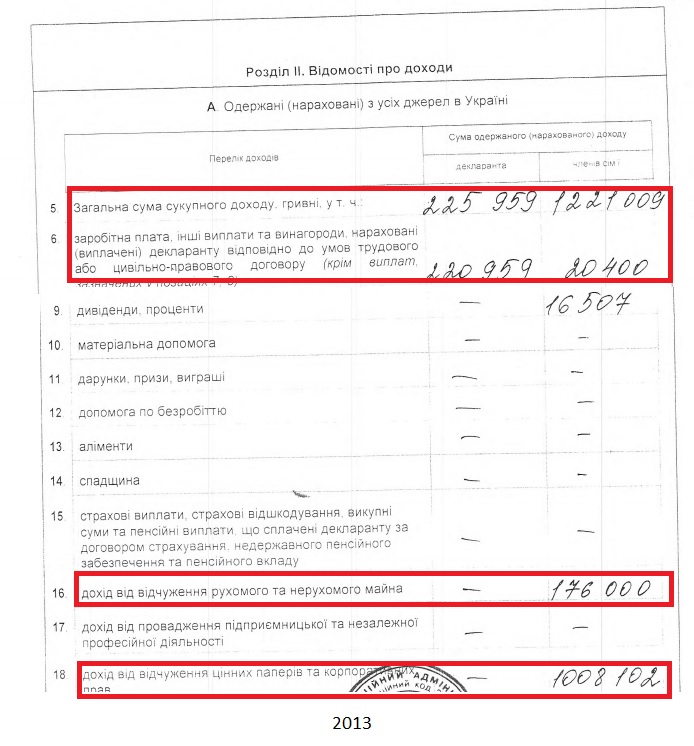 Розділ II. Відомості про доходи
А. Одержані (нараховані) з усіх джерел в Україні
Перелік доходів
Сума одержаного (нарахованого) доходу
декларанта
членів сім'ї
5. Загальна сума сукупного доходу, гривні, у т. ч.: 225 959 1221 009
6. заробітна плата, інші виплати та винагороди, нараховані
(виплачені) декларанту відповідно до умов трудового
або цивільно-правового договору (крім виплат,
зазначених у позиціях 7, 8) 220 959 20 400
9. дивіденди, проценти — 16 507
10. матеріальна допомога — –
11. дарунки, призи, виграші — –
12. допомога по безробіттю — –
13. аліменти — –
14. спадщина — –
15. страхові виплати, страхові відшкодування, викупні
суми та пенсійні виплати, що сплачені декларанту за
договором страхування, недержавного пенсійного
забезпечення та пенсійного вкладу — –
16. дохід від відчуження рухомого та нерухомого майна — 176 000
17. дохід від провадження підприємницької та незалежної
професійної діяльності — –
18. дохід від відчуження цінних паперів та корпоративних
прав — 1008 102
ЦІЙНИЙ АДМІН
ЦІЙНИЙ КОД
2013